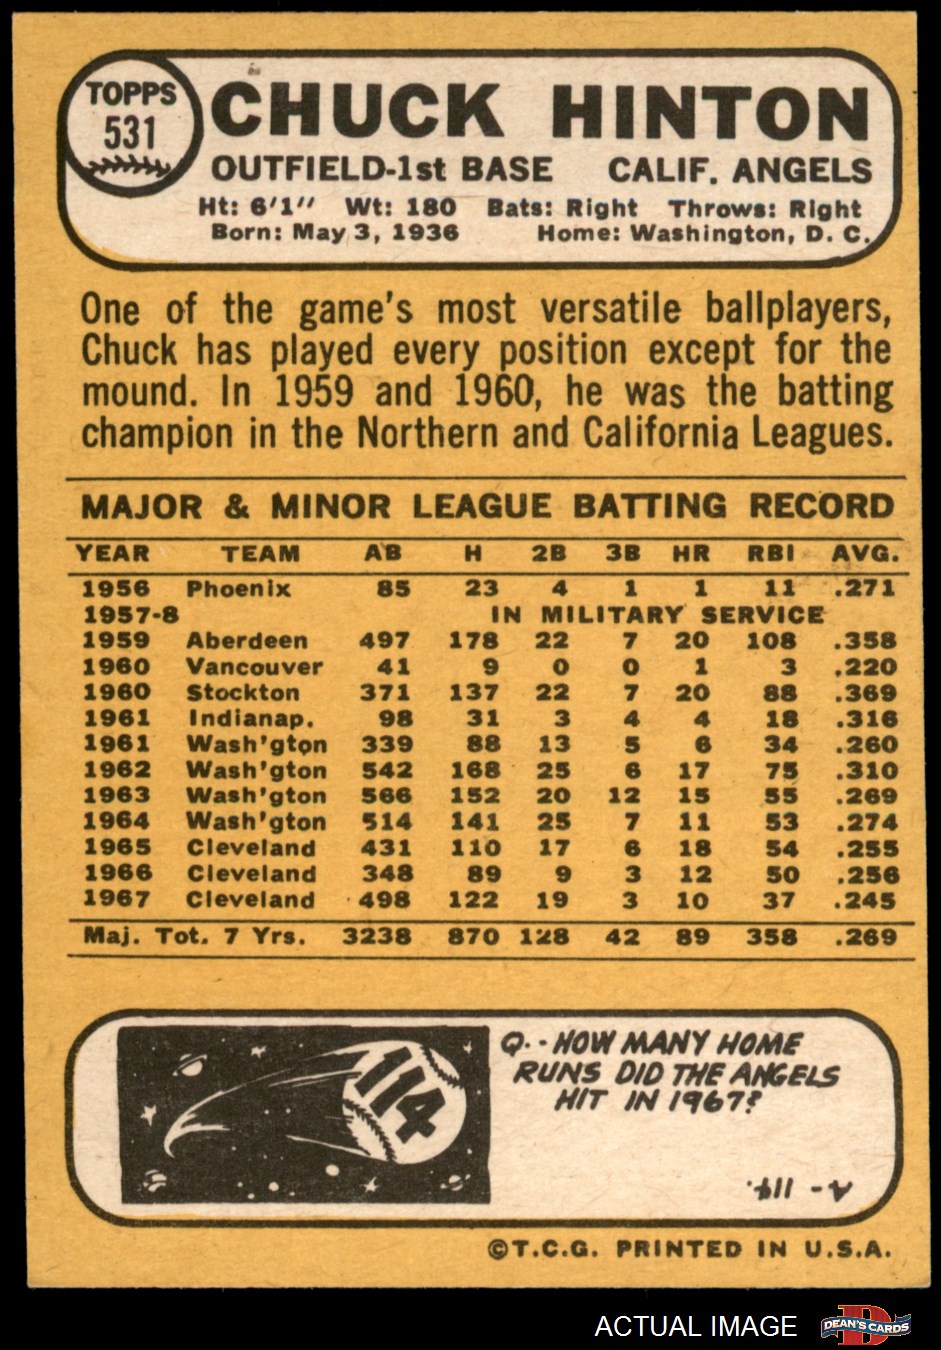 TOPPS
531
CHUCK HINTON
OUTFIELD-1st BASE CALIF. ANGELS
Ht: 6'1" Wt: 180 Bats: Right Throws: Right
Born: May 3, 1936 Home: Washington, D. C.
One of the game's most versatile ballplayers,
Chuck has played every position except for the
mound. In 1959 and 1960, he was the batting
champion in the Northern and California Leagues.
MAJOR & MINOR LEAGUE BATTING RECORD
YEAR TEAM AB H 2B 3B HR RBI AVG.
1956 Phoenix 85 23 4 1 1 11 .271
1957-8 IN MILITARY SERVICE
1959 Aberdeen 497 178 22 7 20 108 .358
1960 Vancouver 41 9 0 0 1 3 .220
1960 Stockton 371 137 22 7 20 88 .369
1961 Indianap. 98 31 3 4 4 18 .316
1961 Wash'gton 339 88 13 5 6 34 .260
1962 Wash'gton 542 168 25 6 17 75 .310
1963 Wash'gton 566 152 20 12 15 55 .269
1964 Wash'gton 514 141 25 7 11 53 .274
1965 Cleveland 431 110 17 6 18 54 .255
1966 Cleveland 348 89 9 3 12 50 .256
1967 Cleveland 498 122 19 3 10 37 .245
Maj. Tot. 7 Yrs. 3238 870 128 42 89 358 .269
114
Q.-HOW MANY HOME
RUNS DID THE ANGELS
HIT IN 1967?
A- 114.
©T.C.G. PRINTED IN U.S.A.
ACTUAL IMAGE
D
DEAN'S CARDS